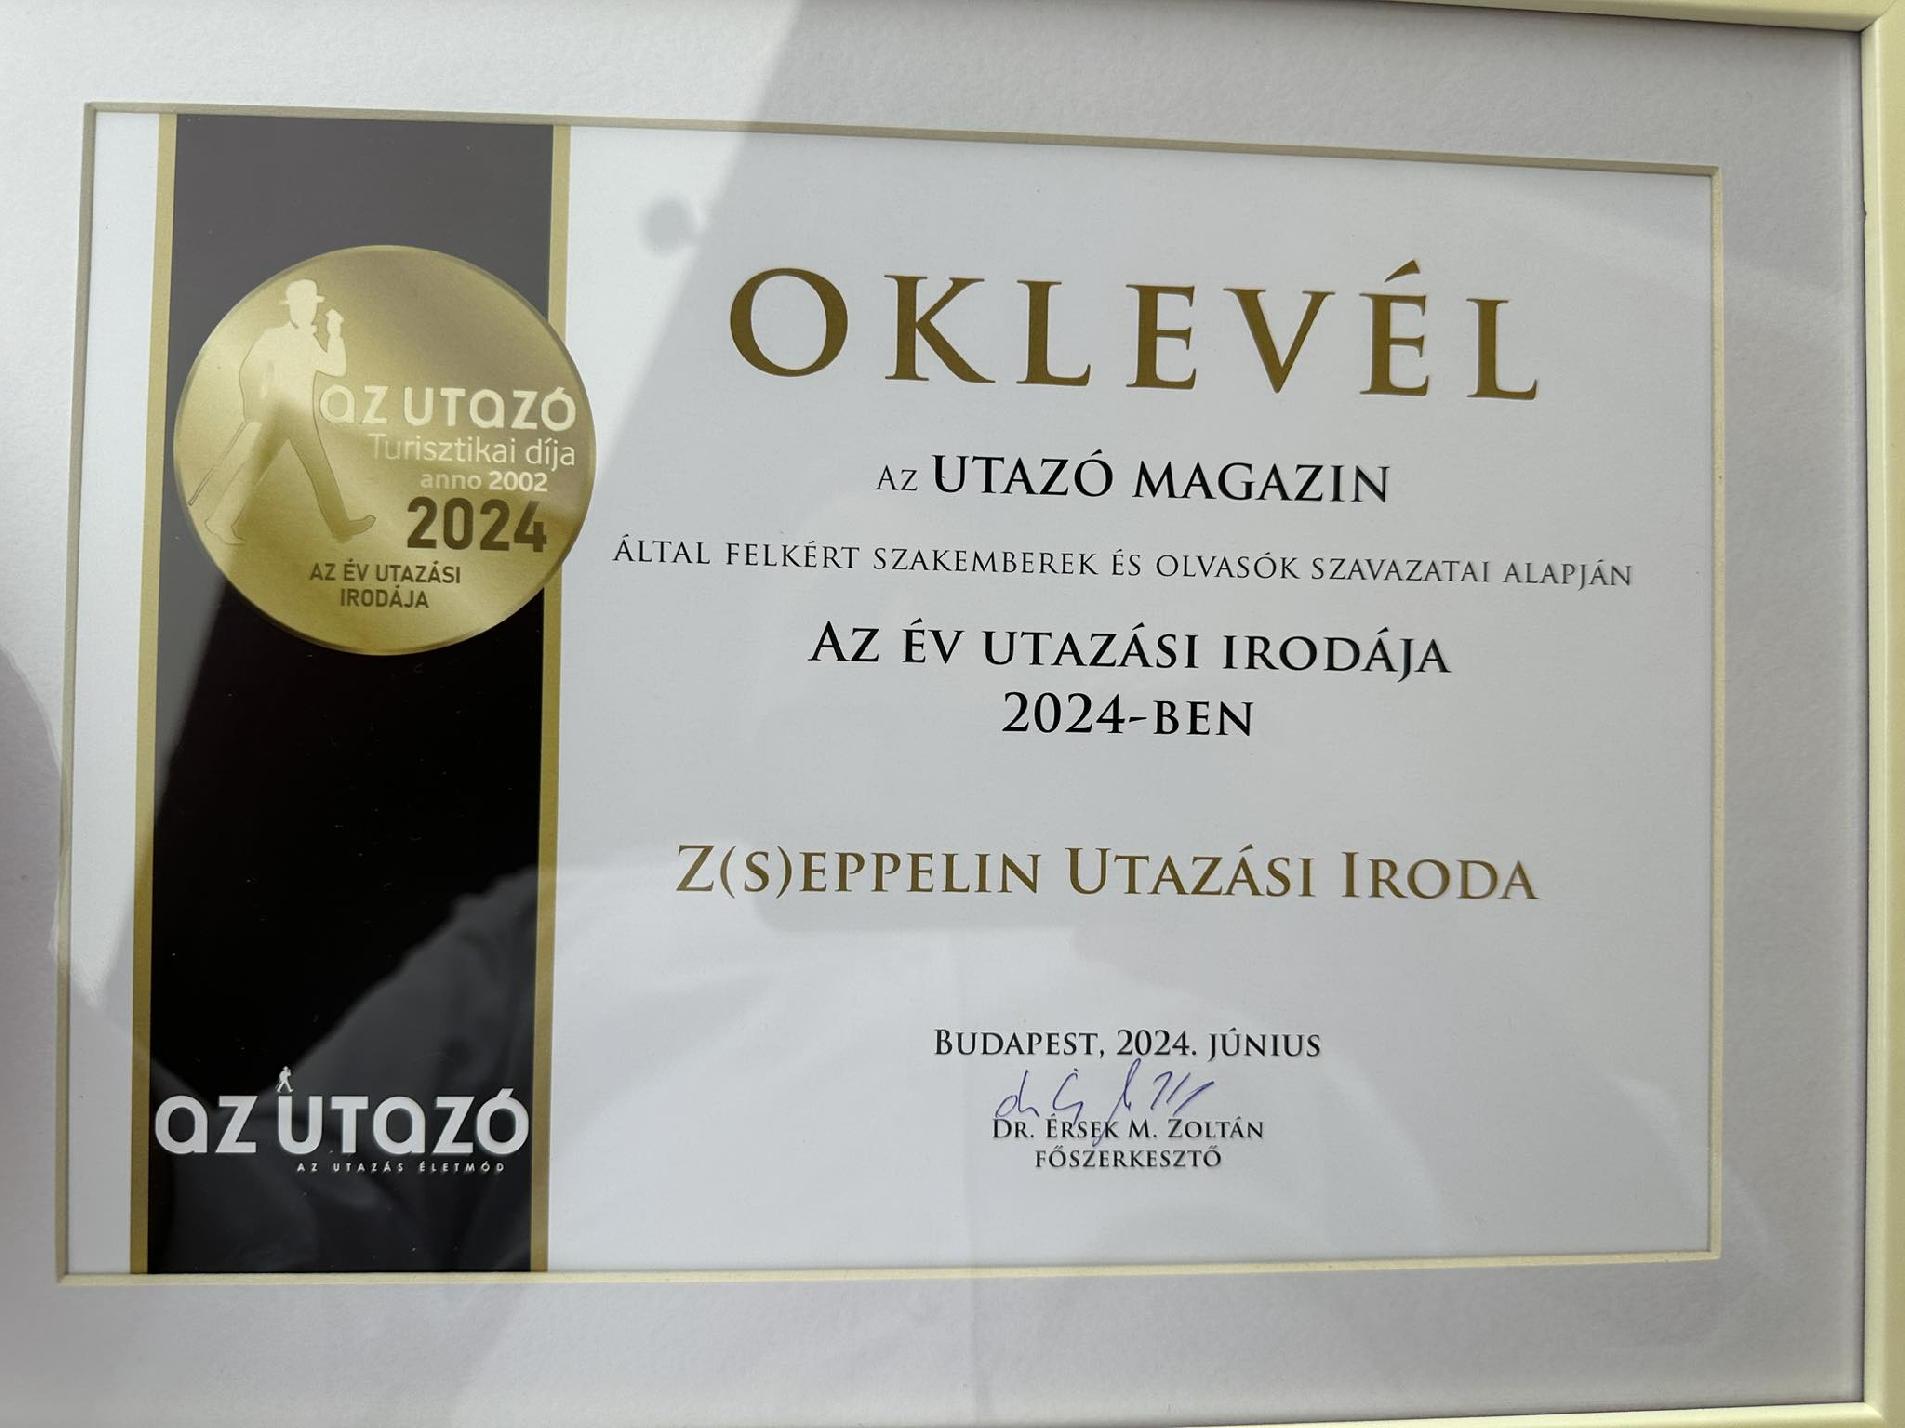 az utazó
Turisztikai díja
anno 2002
2024
AZ ÉV UTAZÁSI
IRODÁJA
OKLEVÉL
Az UTAZÓ MAGAZIN
ÁLTAL FELKÉRT SZAKEMBEREK ÉS OLVASÓK SZAVAZATAI ALAPJÁN
AZ ÉV UTAZÁSI IRODÁJA
2024-BEN
Z(S)EPPELIN UTAZÁSI IRODA
BUDAPEST, 2024. JÚNIUS
DR. ÉRSEK M. ZOLTÁN
FŐSZERKESZTŐ
az utazó
AZ UTAZÁS ÉLETMÓD